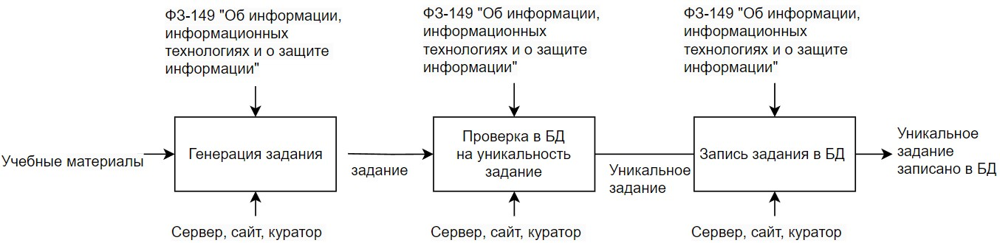 ФЗ-149 "Об информации,
информационных
технологиях и о защите
информации"
ФЗ-149 "Об информации,
информационных
технологиях и о защите
информации"
ФЗ-149 "Об информации,
информационных
технологиях и о защите
информации"
Учебные материалы
Генерация задания
задание
Проверка в БД
на уникальность
задание
Уникальное
задание
Запись задания в БД
Уникальное
задание
записано в БД
Сервер, сайт, куратор
Сервер, сайт, куратор
Сервер, сайт, куратор